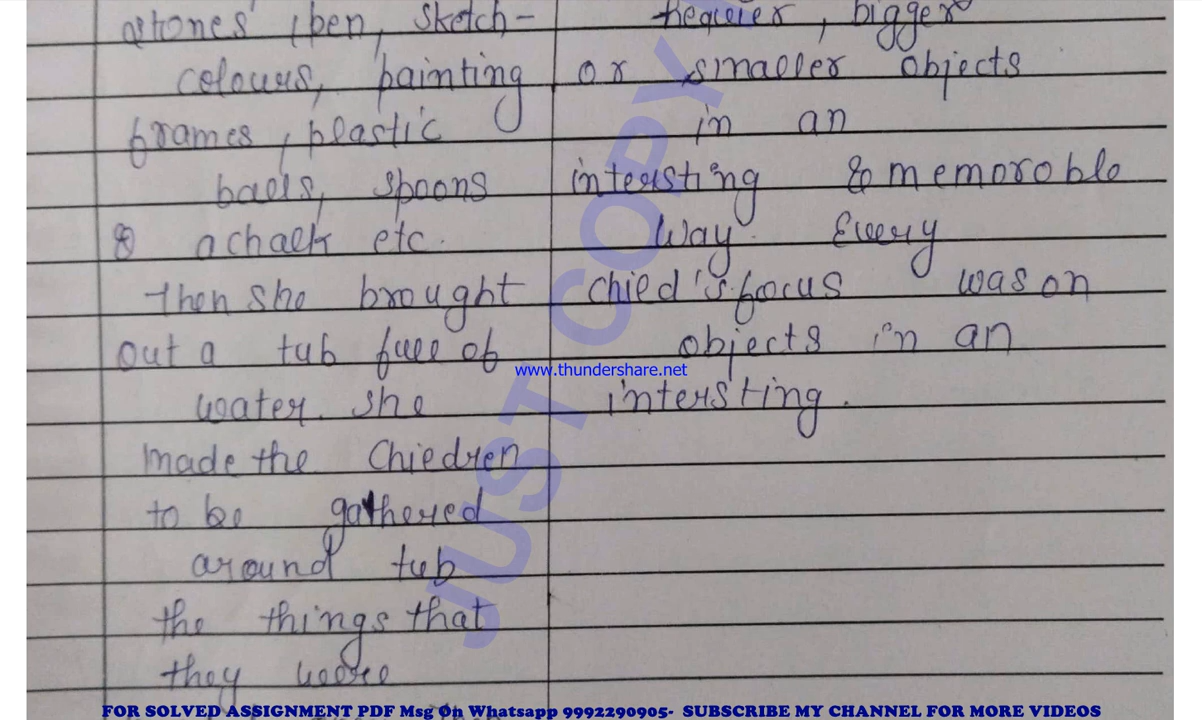 stones, pen, sketch-
colours, painting
frames, plastic
balls, spoons
& a chalk etc.
then she brought
out a tub full of
water. she
made the Children
to be gathered
around tub
the things that
they were
heavier, bigger
or smaller objects
in an
intersting & memoroble
way. Every
child's focus was on
objects in an
intersting.
JUST COPY
www.thundershare.net
FOR SOLVED ASSIGNMENT PDF Msg On Whatsapp 9992290905- SUBSCRIBE MY CHANNEL FOR MORE VIDEOS